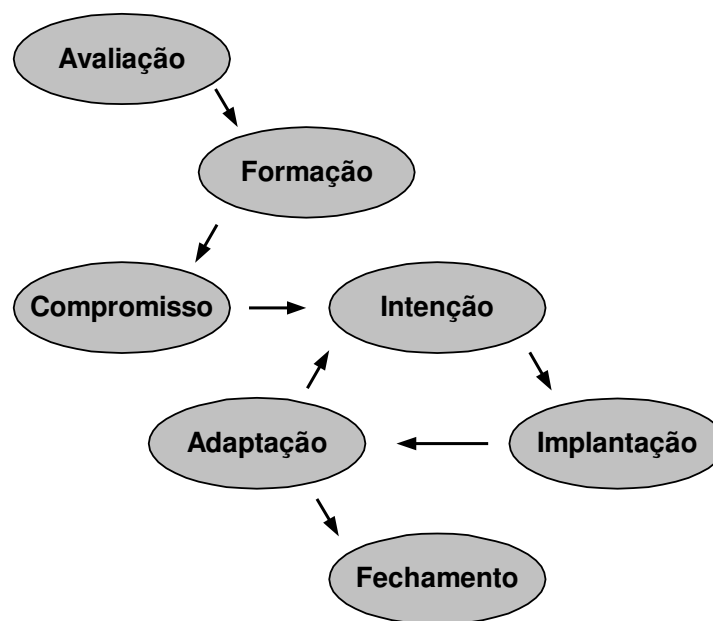 Avaliação
Formação
Compromisso
Intenção
Adaptação
Implantação
Fechamento